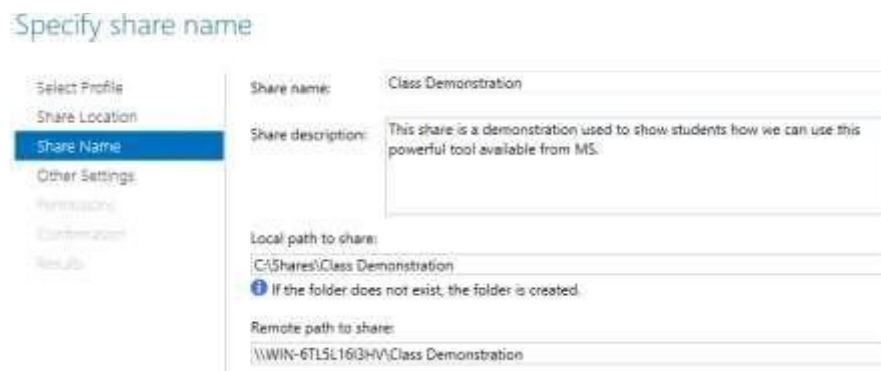 Specify share name
Select Profile
Share Location
Share Name
Other Settings
Permissions
Confirmation
Results
Share name:
Class Demonstration
Share description:
This share is a demonstration used to show students how we can use this
powerful tool available from MS.
Local path to share:
C:\Shares\Class Demonstration
If the folder does not exist, the folder is created.
Remote path to share:
\Class Demonstration